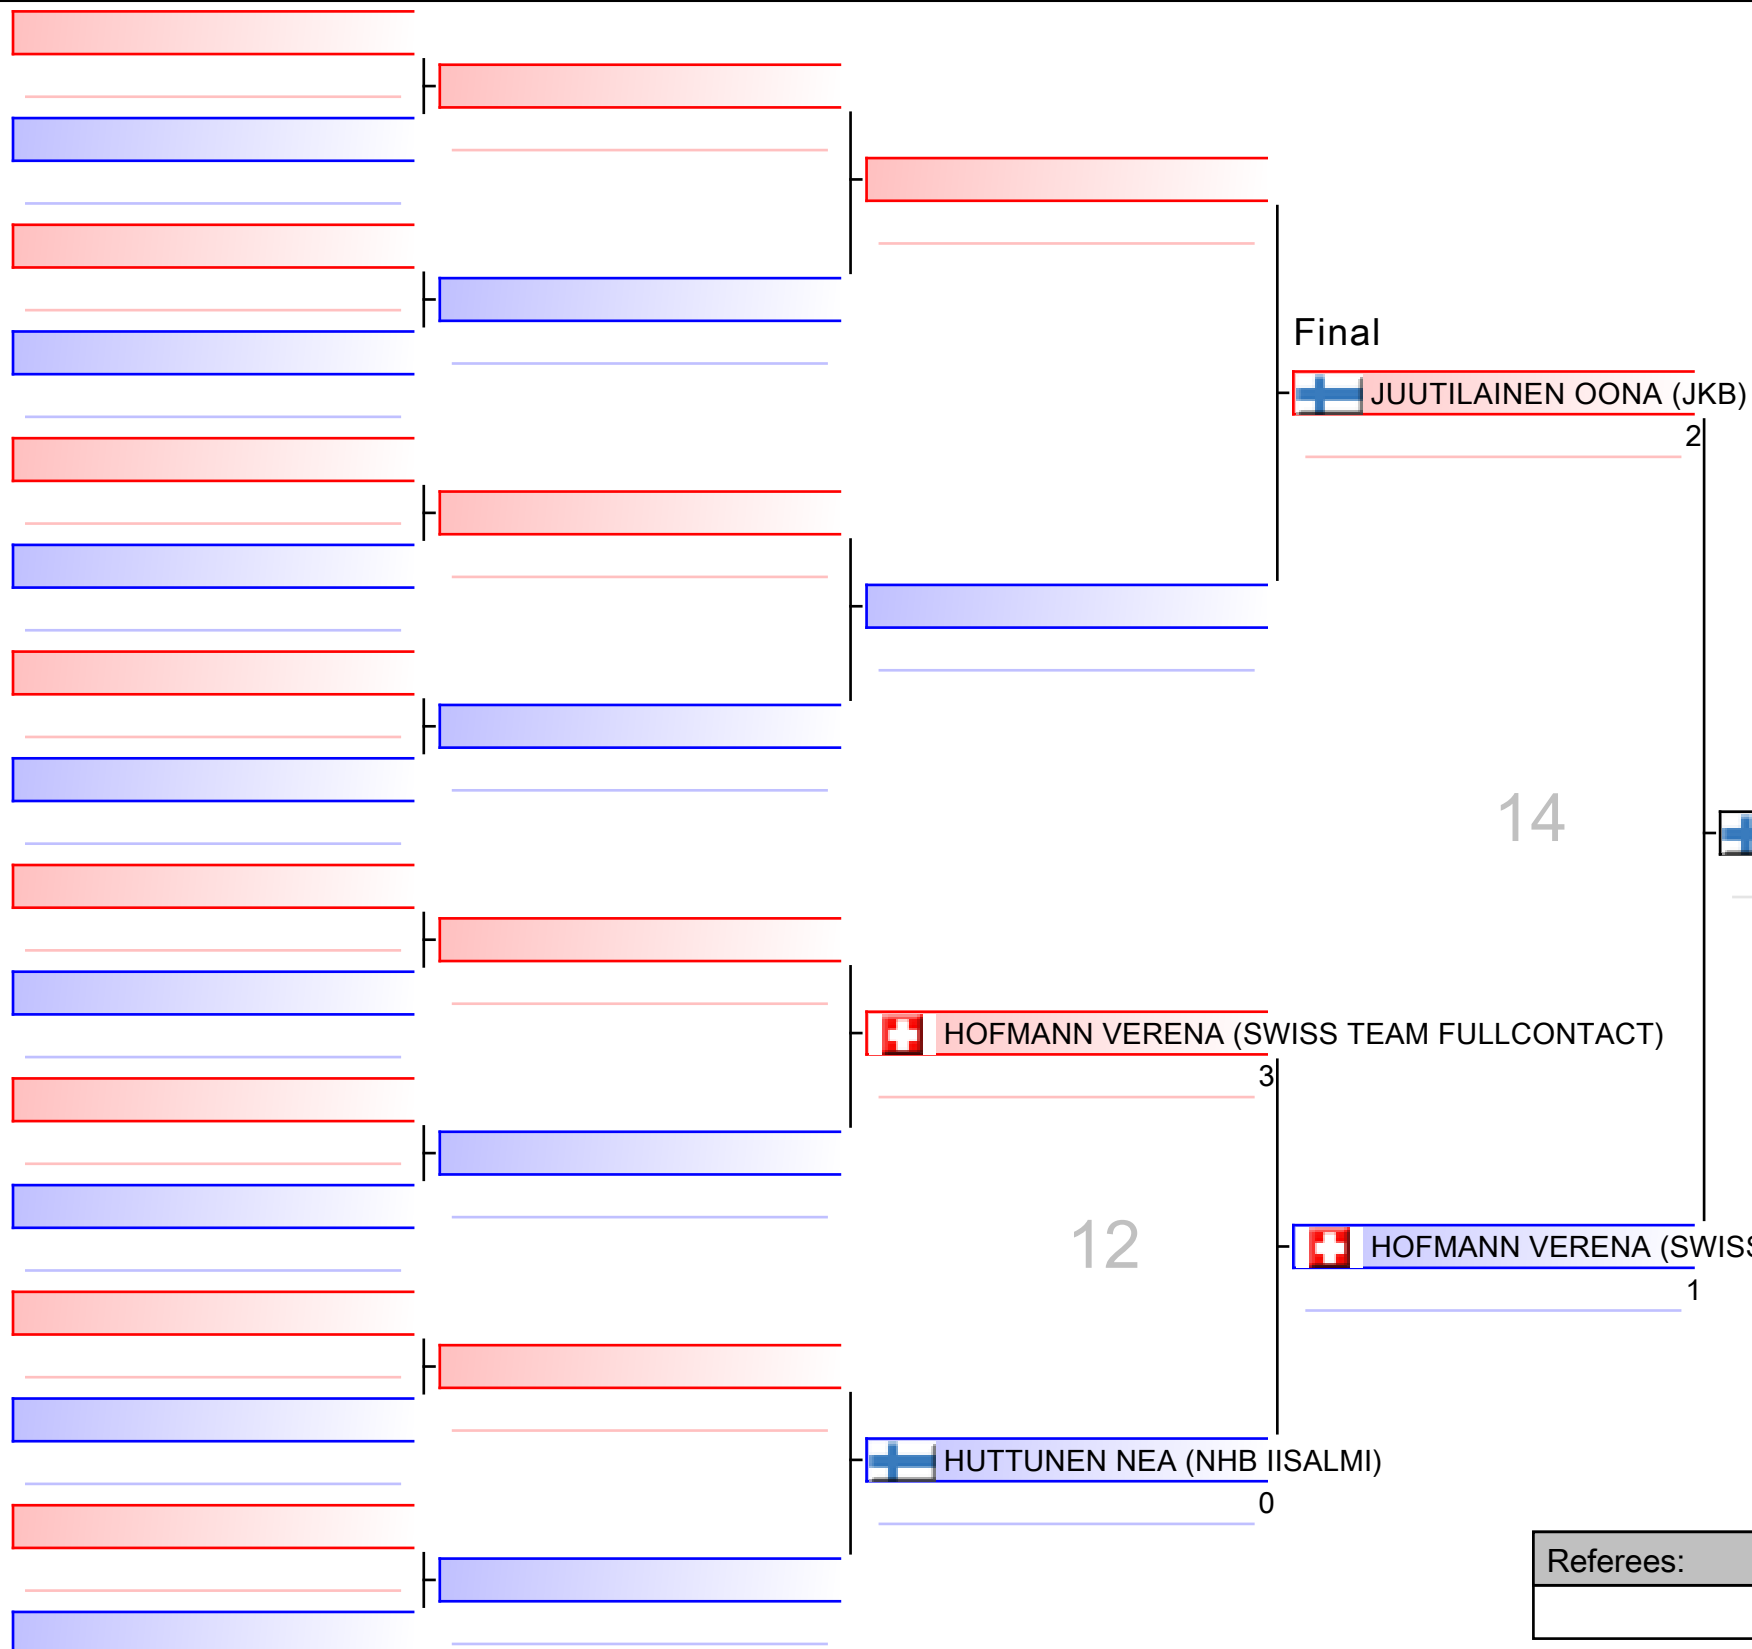 Final
JUUTILAINEN OONA (JKB)
2
14
HOFMANN VERENA (SWISS TEAM FULLCONTACT)
3
12
HOFMANN VERENA (SWISS
1
HUTTUNEN NEA (NHB IISALMI)
0
Referees: